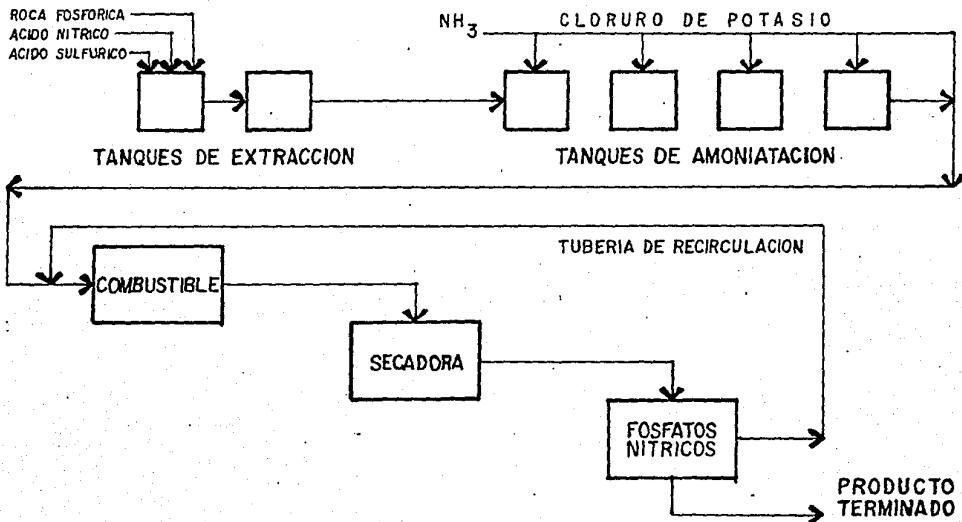 ROCA FOSFORICA
ACIDO NITRICO
ACIDO SULFURICO
NH3 CLORURO DE POTASIO
TANQUES DE EXTRACCION
TANQUES DE AMONIATACION
TUBERIA DE RECIRCULACION
COMBUSTIBLE
SECADORA
FOSFATOS
NITRICOS
PRODUCTO
TERMINADO